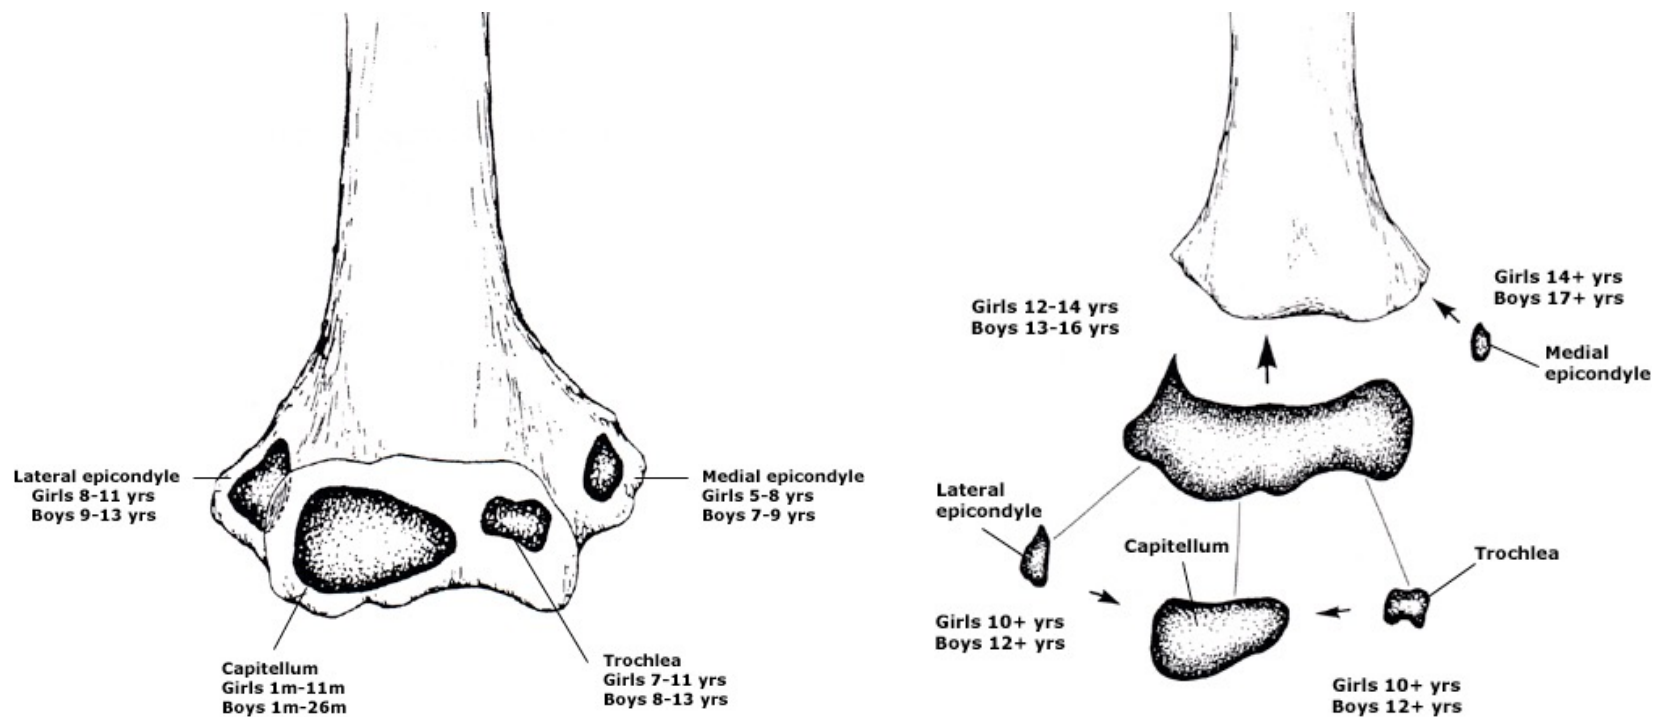 Lateral epicondyle
Girls 8-11 yrs
Boys 9-13 yrs
Medial epicondyle
Girls 5-8 yrs
Boys 7-9 yrs
Capitellum
Girls 1m-11m
Boys 1m-26m
Trochlea
Girls 7-11 yrs
Boys 8-13 yrs
Girls 12-14 yrs
Boys 13-16 yrs
Girls 14+ yrs
Boys 17+ yrs
Medial
epicondyle
Lateral
epicondyle
Capitellum
Trochlea
Girls 10+ yrs
Boys 12+ yrs
Girls 10+ yrs
Boys 12+ yrs